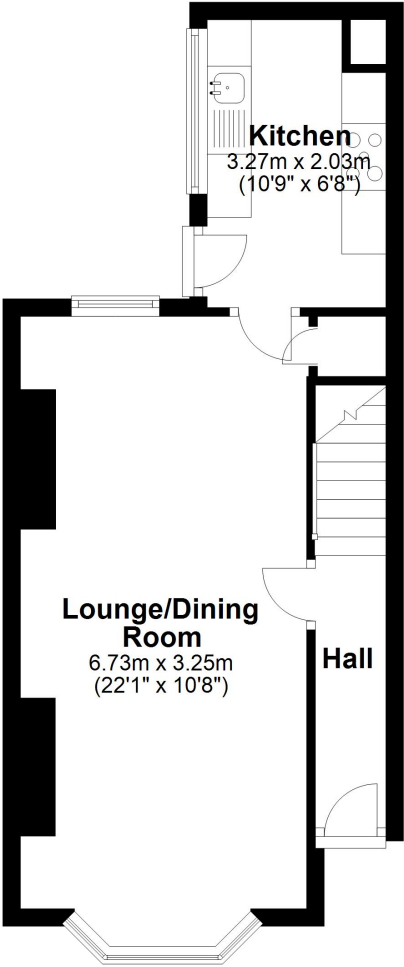 Kitchen
3.27m x 2.03m
(10'9" x 6'8")
Lounge/Dining
Room
6.73m x 3.25m
(22'1" x 10'8")
Hall